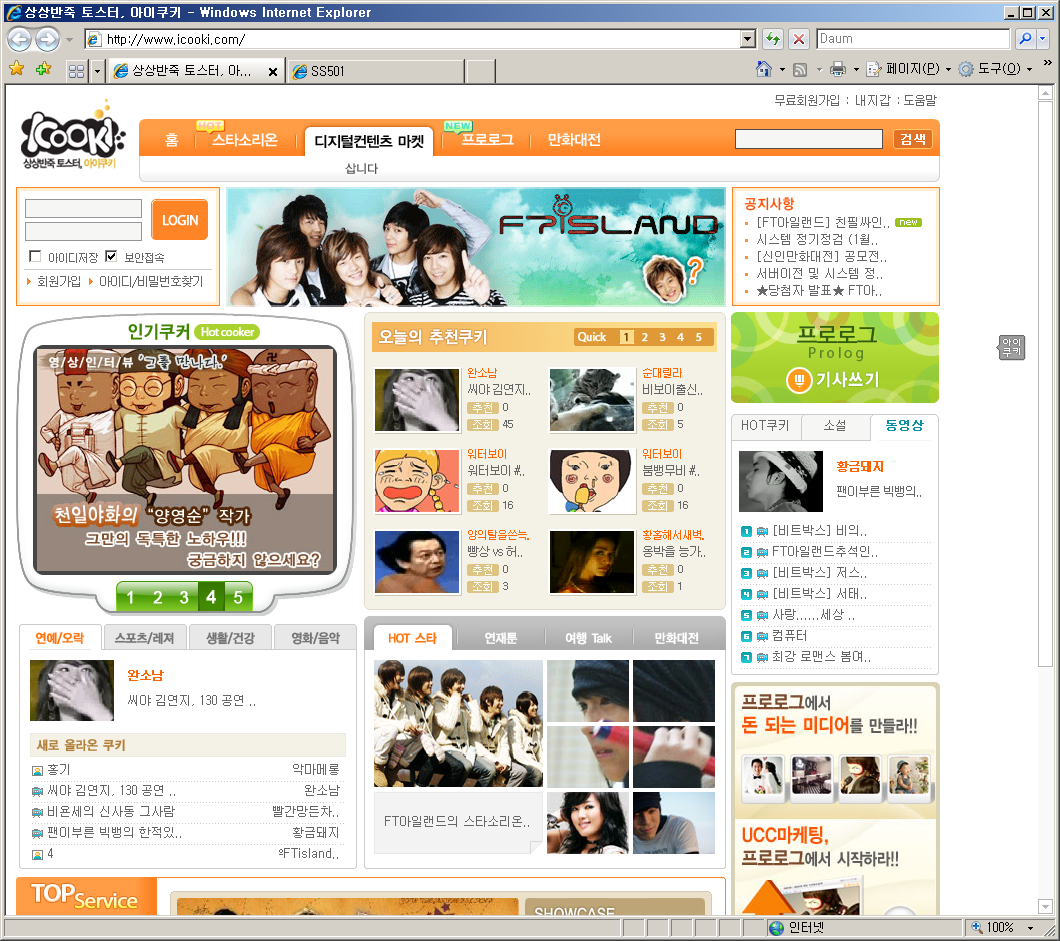 상상반죽 토스터, 아이쿠키 - Windows Internet Explorer
http://www.icooki.com/
Daum
상상반죽 토스터, 아...
SS501
페이지(P)
도구(O)
»
무료회원가입 : 내 지갑 : 도움말
ICOOKI
상상반죽 토스터, 아이쿠키
홈
HOT
스타소리온
디지털컨텐츠 마켓
NEW
프로로그
만화대전
검색
삽니다
LOGIN
아이디저장
보안접속
회원가입
아이디/비밀번호찾기
F7ISLAND
?
공지사항
[FT아일랜드] 친필싸인..
new
시스템 정기점검 (1월..
[신인만화대전] 공모전..
서버이전 및 시스템 정..
★당첨자 발표★ FT아..
인기쿠커 Hot cooker
영/상/인/터/뷰 "그를 만나다."
천일야화의 "양영순" 작가
그만의 독특한 노하우!!!
궁금하지 않으세요?
1 2 3 4 5
오늘의 추천쿠키
Quick 1 2 3 4 5
완소남
씨야 김연지..
추천 0
조회 45
순대렐라
비보이출신..
추천 0
조회 5
워터보이
워터보이 #..
추천 0
조회 16
워터보이
붐뱅무비 #..
추천 0
조회 16
양의탈을쓴늑.
빵상 vs 허..
추천 0
조회 3
황홀해서새벽.
옹박을 능가..
추천 0
조회 1
프로로그
Prolog
기사쓰기
아이
쿠키
HOT쿠키
소설
동영상
황금돼지
팬이부른 빅뱅의..
1 [비트박스] 비의..
2 FT아일랜드추석인..
3 [비트박스] 저스..
4 [비트박스] 서태..
5 사랑......세상 ..
6 컴퓨터
7 최강 로맨스 봄여..
연예/오락
스포츠/레져
생활/건강
영화/음악
완소남
씨야 김연지, 130 공연 ..
새로 올라온 쿠키
홍기
악마메롱
씨야 김연지, 130 공연 ..
완소남
비욘세의 신사동 그사람
빨간망든차..
팬이부른 빅뱅의 한적있..
황금돼지
4
ºFTisland..
HOT 스타
연재툰
여행 Talk
만화대전
FT아일랜드의 스타소리온..
프로로그에서
돈 되는 미디어를 만들라!!
UCC마케팅,
프로로그에서 시작하라!!
TOP Service
SHOWCASE
인터넷
100%